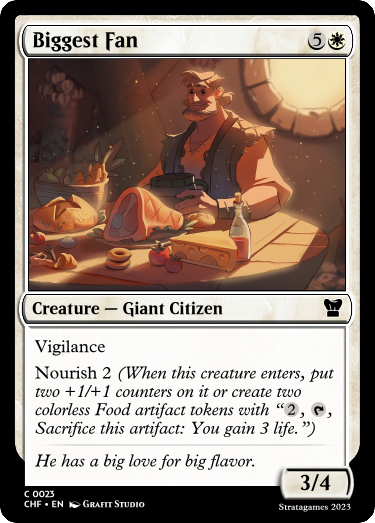 Biggest Fan 5
Creature — Giant Citizen
Vigilance
Nourish 2 (When this creature enters, put
two +1/+1 counters on it or create two
colorless Food artifact tokens with “2, ,
Sacrifice this artifact: You gain 3 life.”)
He has a big love for big flavor.
3/4
C 0023
CHF • EN Grafit Studio
Stratagames 2023